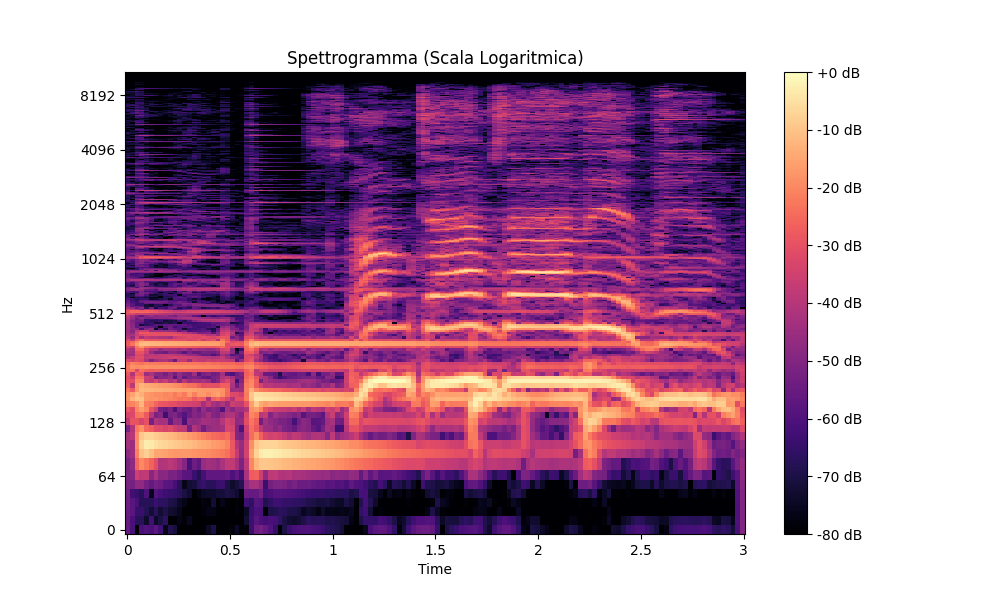 Spettrogramma (Scala Logaritmica)
8192
4096
2048
1024
512
256
128
64
0
Hz
0
0.5
1
1.5
2
2.5
3
Time
+0 dB
-10 dB
-20 dB
-30 dB
-40 dB
-50 dB
-60 dB
-70 dB
-80 dB